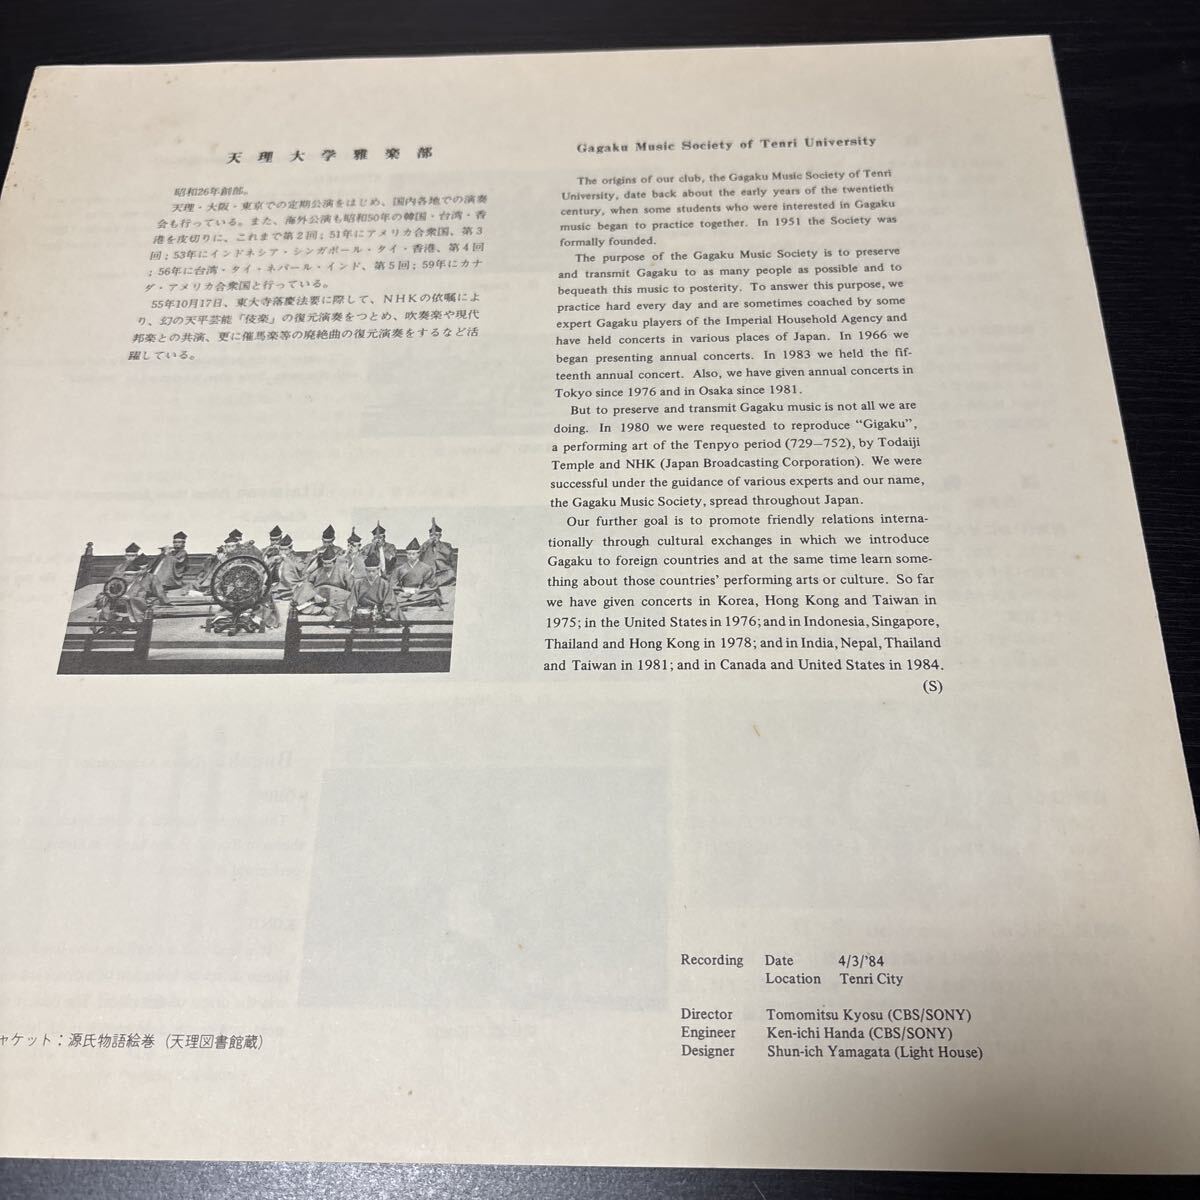 天理大学雅楽部
昭和26年創部。
天理・大阪・東京での定期公演をはじめ、国内各地での演奏
会も行っている。また、海外公演も昭和50年の韓国・台湾・香
港を皮切りに、これまで第2回；51年にアメリカ合衆国、第3
回；53年にインドネシア・シンガポール・タイ・香港、第4回
；56年に台湾・タイ・ネパール・インド、第5回；59年にカナ
ダ・アメリカ合衆国と行っている。
55年10月17日、東大寺落慶法要に際して、NHKの依嘱によ
り、幻の天平芸能「伎楽」の復元演奏をつとめ、吹奏楽や現代
邦楽との共演、更に催馬楽等の廃絶曲の復元演奏をするなど活
躍している。
Gagaku Music Society of Tenri University
The origins of our club, the Gagaku Music Society of Tenri
University, date back about the early years of the twentieth
century, when some students who were interested in Gagaku
music began to practice together. In 1951 the Society was
formally founded.
The purpose of the Gagaku Music Society is to preserve
and transmit Gagaku to as many people as possible and to
bequeath this music to posterity. To answer this purpose, we
practice hard every day and are sometimes coached by some
expert Gagaku players of the Imperial Household Agency and
have held concerts in various places of Japan. In 1966 we
began presenting annual concerts. In 1983 we held the fif-
teenth annual concert. Also, we have given annual concerts in
Tokyo since 1976 and in Osaka since 1981.
But to preserve and transmit Gagaku music is not all we are
doing. In 1980 we were requested to reproduce “Gigaku”,
a performing art of the Tenpyo period (729–752), by Todaiji
Temple and NHK (Japan Broadcasting Corporation). We were
successful under the guidance of various experts and our name,
the Gagaku Music Society, spread throughout Japan.
Our further goal is to promote friendly relations interna-
tionally through cultural exchanges in which we introduce
Gagaku to foreign countries and at the same time learn some-
thing about those countries’ performing arts or culture. So far
we have given concerts in Korea, Hong Kong and Taiwan in
1975; in the United States in 1976; and in Indonesia, Singapore,
Thailand and Hong Kong in 1978; and in India, Nepal, Thailand
and Taiwan in 1981; and in Canada and United States in 1984.
(S)
Recording Date 4/3/'84
Location Tenri City
Director Tomomitsu Kyosu (CBS/SONY)
Engineer Ken-ichi Handa (CBS/SONY)
Designer Shun-ich Yamagata (Light House)
ャケット：源氏物語絵巻（天理図書館蔵）